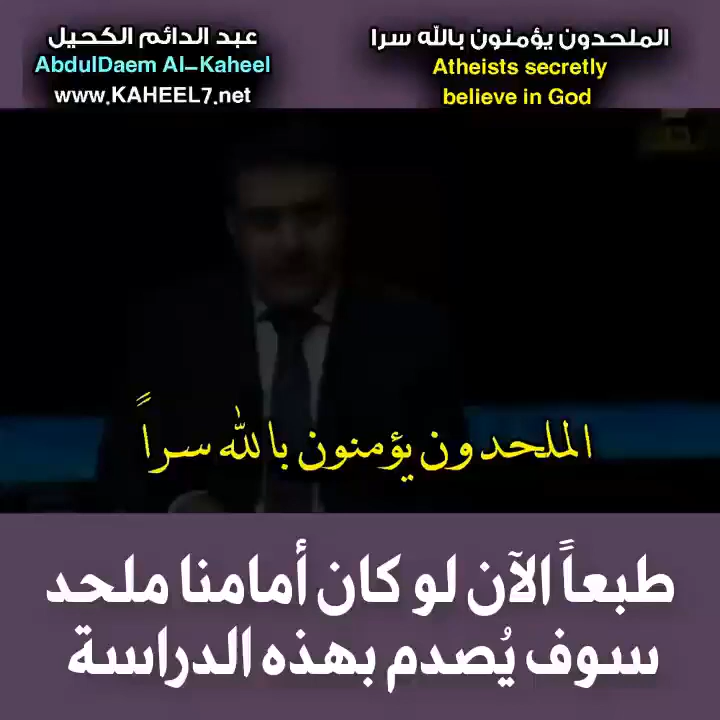 عبد الدائم الكحيل
AbdulDaem Al-Kaheel
www.KAHEEL7.net
الملحدون يؤمنون بالله سرا
Atheists secretly
believe in God
الملحدون يؤمنون بالله سراً
طبعاً الآن لو كان أمامنا ملحد
سوف يُصدم بهذه الدراسة